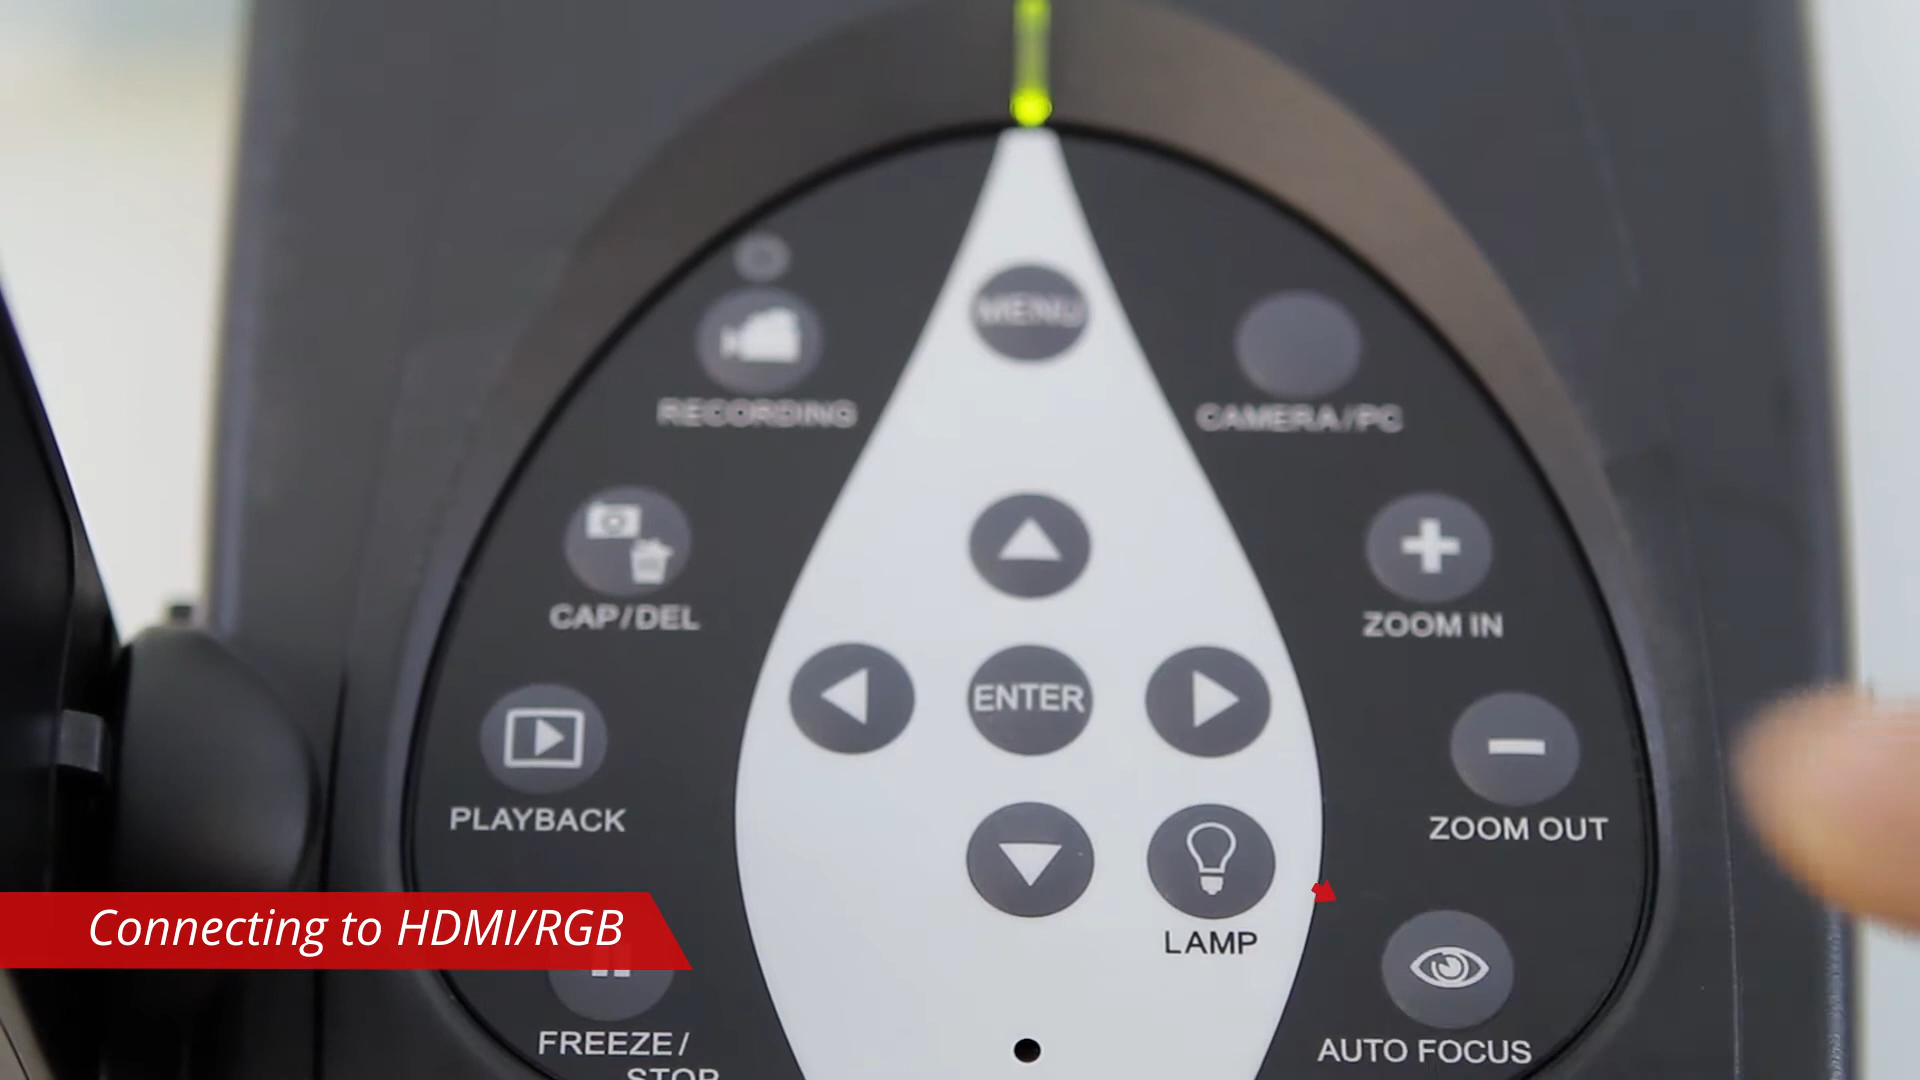 MENU
RECORDING
CAMERA/PC
CAP/DEL
ZOOM IN
ENTER
PLAYBACK
ZOOM OUT
Connecting to HDMI/RGB
LAMP
FREEZE/
STOP
AUTO FOCUS